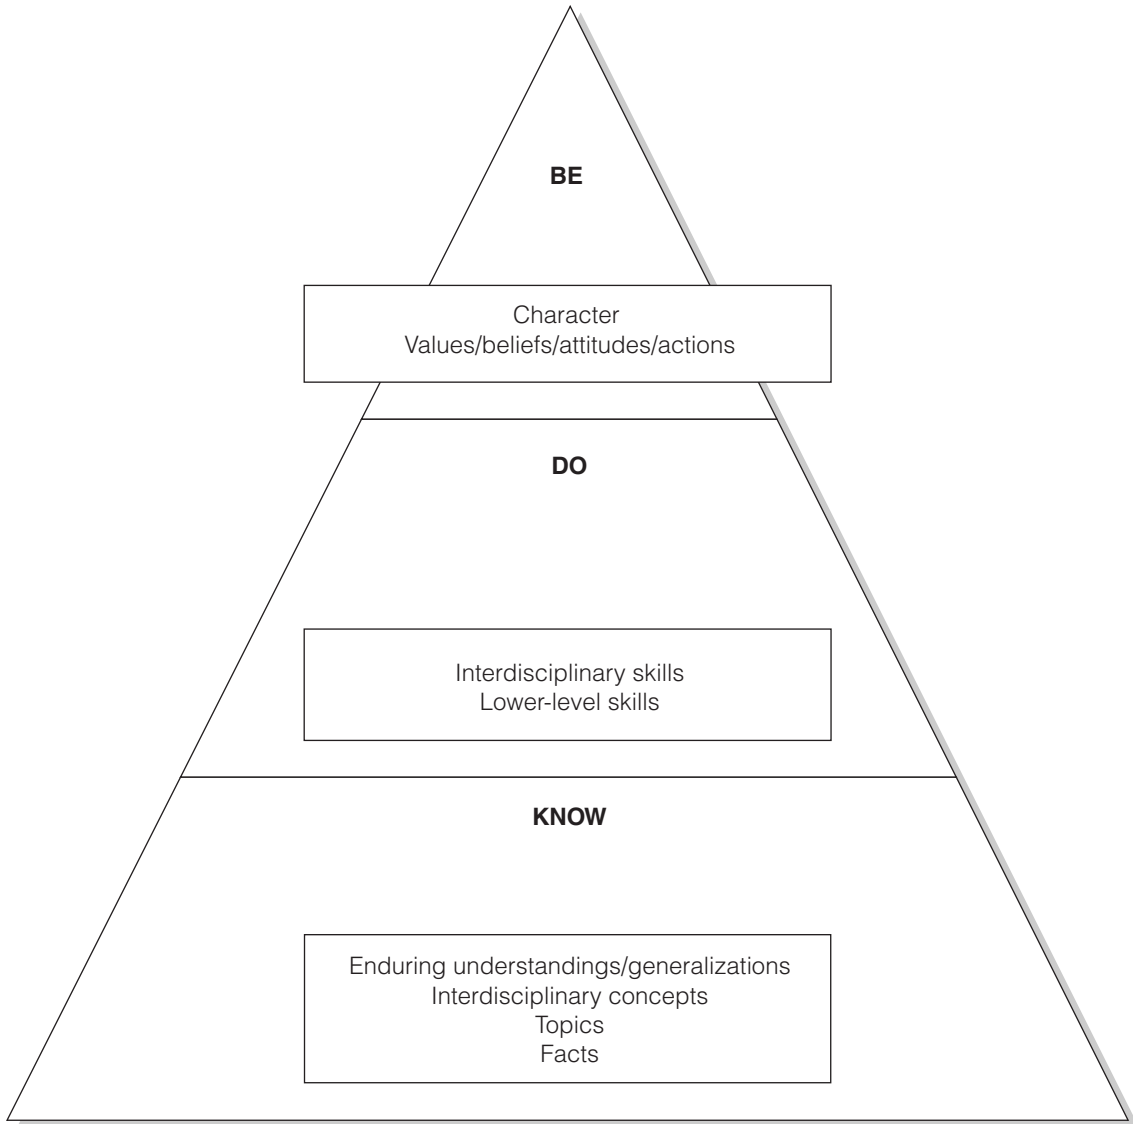 BE
Character
Values/beliefs/attitudes/actions
DO
Interdisciplinary skills
Lower-level skills
KNOW
Enduring understandings/generalizations
Interdisciplinary concepts
Topics
Facts